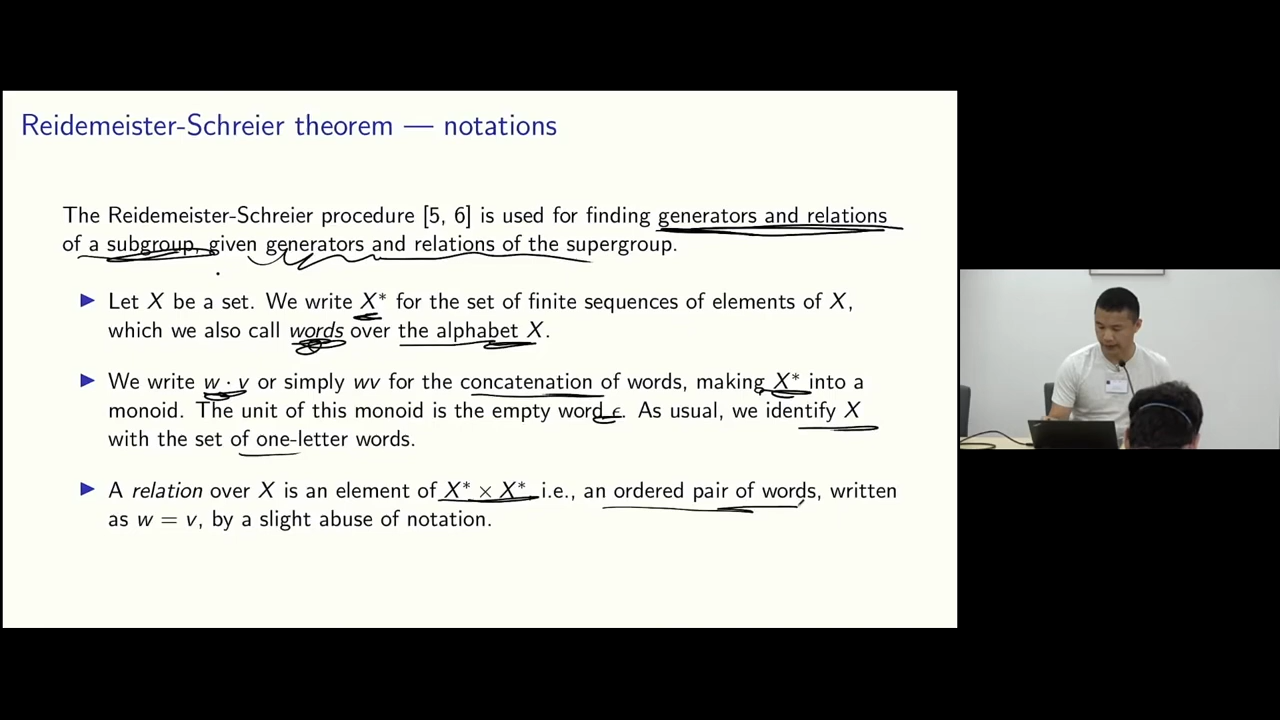 Reidemeister-Schreier theorem — notations
The Reidemeister-Schreier procedure [5, 6] is used for finding generators and relations
of a subgroup, given generators and relations of the supergroup.
▶ Let X be a set. We write X* for the set of finite sequences of elements of X,
which we also call words over the alphabet X.
▶ We write w · v or simply wv for the concatenation of words, making X* into a
monoid. The unit of this monoid is the empty word ϵ. As usual, we identify X
with the set of one-letter words.
▶ A relation over X is an element of X* × X* i.e., an ordered pair of words, written
as w = v, by a slight abuse of notation.